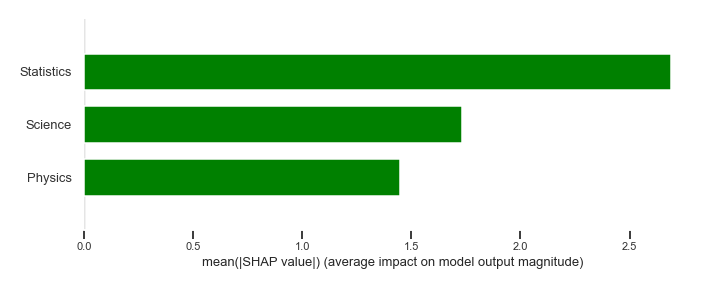 Statistics
Science
Physics
0.0 0.5 1.0 1.5 2.0 2.5
mean(|SHAP value|) (average impact on model output magnitude)